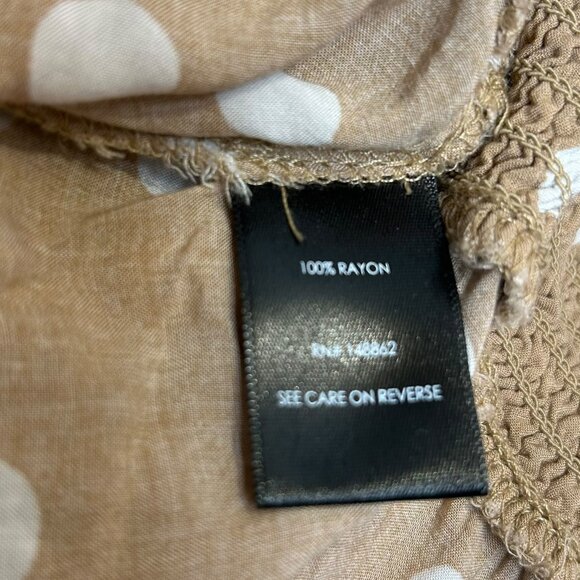 100% RAYON
RN# 148862
SEE CARE ON REVERSE